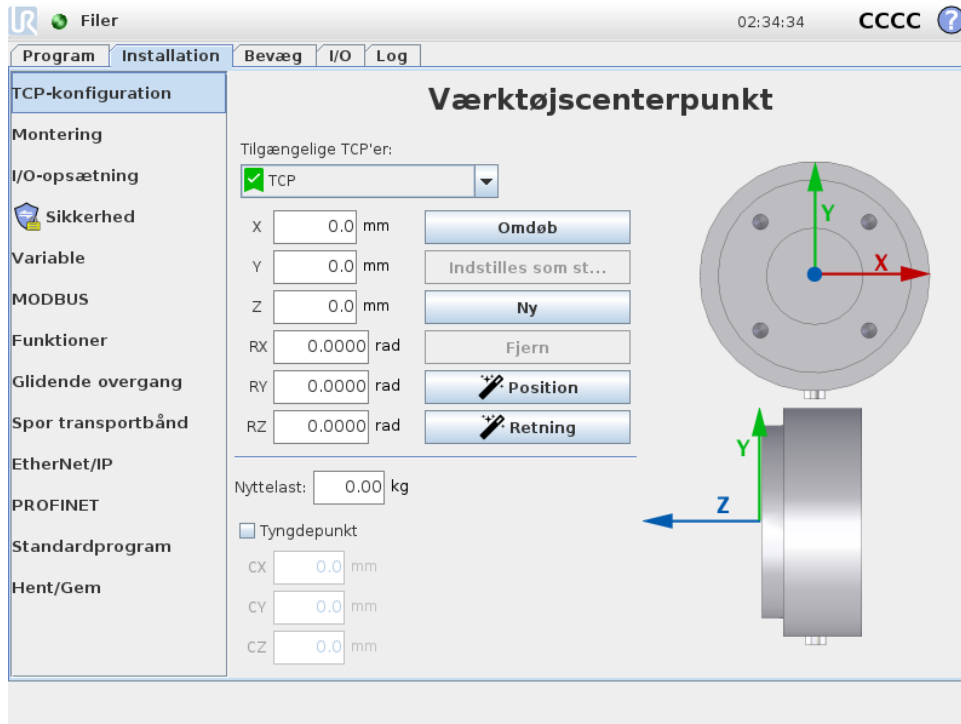 UR Filer 02:34:34 CCCC ?
Program Installation Bevæg I/O Log
TCP-konfiguration
Montering
I/O-opsætning
Sikkerhed
Variable
MODBUS
Funktioner
Glidende overgang
Spor transportbånd
EtherNet/IP
PROFINET
Standardprogram
Hent/Gem
Værktøjscenterpunkt
Tilgængelige TCP'er:
TCP
X 0.0 mm Omdøb
Y 0.0 mm Indstilles som st...
Z 0.0 mm Ny
RX 0.0000 rad Fjern
RY 0.0000 rad Position
RZ 0.0000 rad Retning
Nyttelast: 0.00 kg
Tyngdepunkt
CX 0.0 mm
CY 0.0 mm
CZ 0.0 mm
Y
X
Y
Z